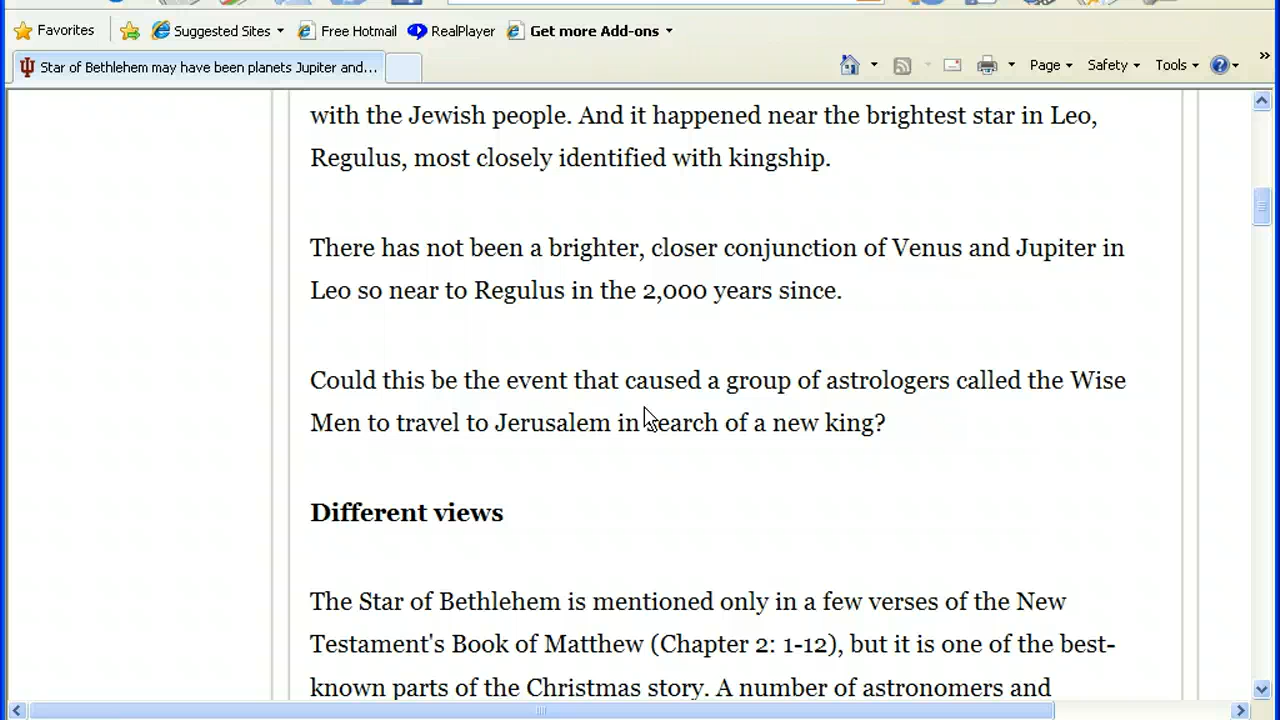 Favorites Suggested Sites Free Hotmail RealPlayer Get more Add-ons
Star of Bethlehem may have been planets Jupiter and... Page Safety Tools
with the Jewish people. And it happened near the brightest star in Leo,
Regulus, most closely identified with kingship.
There has not been a brighter, closer conjunction of Venus and Jupiter in
Leo so near to Regulus in the 2,000 years since.
Could this be the event that caused a group of astrologers called the Wise
Men to travel to Jerusalem in search of a new king?
Different views
The Star of Bethlehem is mentioned only in a few verses of the New
Testament's Book of Matthew (Chapter 2: 1-12), but it is one of the best-
known parts of the Christmas story. A number of astronomers and